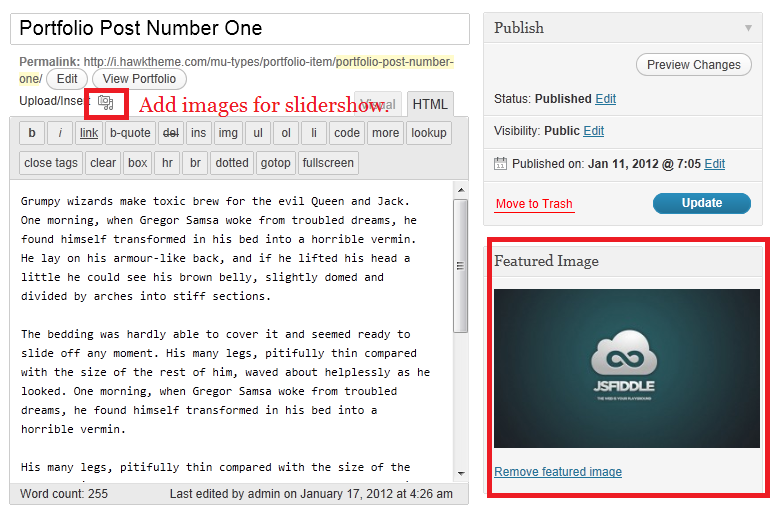 Portfolio Post Number One
Permalink: http://i.hawktheme.com/mu-types/portfolio-item/portfolio-post-number-
one/ Edit View Portfolio
Upload/Insert Add images for slidershow. Visual HTML
b i link b-quote del ins img ul ol li code more lookup
close tags clear box hr br dotted gotop fullscreen
Grumpy wizards make toxic brew for the evil Queen and Jack.
One morning, when Gregor Samsa woke from troubled dreams, he
found himself transformed in his bed into a horrible vermin.
He lay on his armour-like back, and if he lifted his head a
little he could see his brown belly, slightly domed and
divided by arches into stiff sections.
The bedding was hardly able to cover it and seemed ready to
slide off any moment. His many legs, pitifully thin compared
with the size of the rest of him, waved about helplessly as he
looked. One morning, when Gregor Samsa woke from troubled
dreams, he found himself transformed in his bed into a
horrible vermin.
His many legs, pitifully thin compared with the size of the
Word count: 255 Last edited by admin on January 17, 2012 at 4:26 am
Publish
Preview Changes
Status: Published Edit
Visibility: Public Edit
Published on: Jan 11, 2012 @ 7:05 Edit
Move to Trash Update
Featured Image
JSFIDDLE
THE WEB IS YOUR PLAYGROUND
Remove featured image